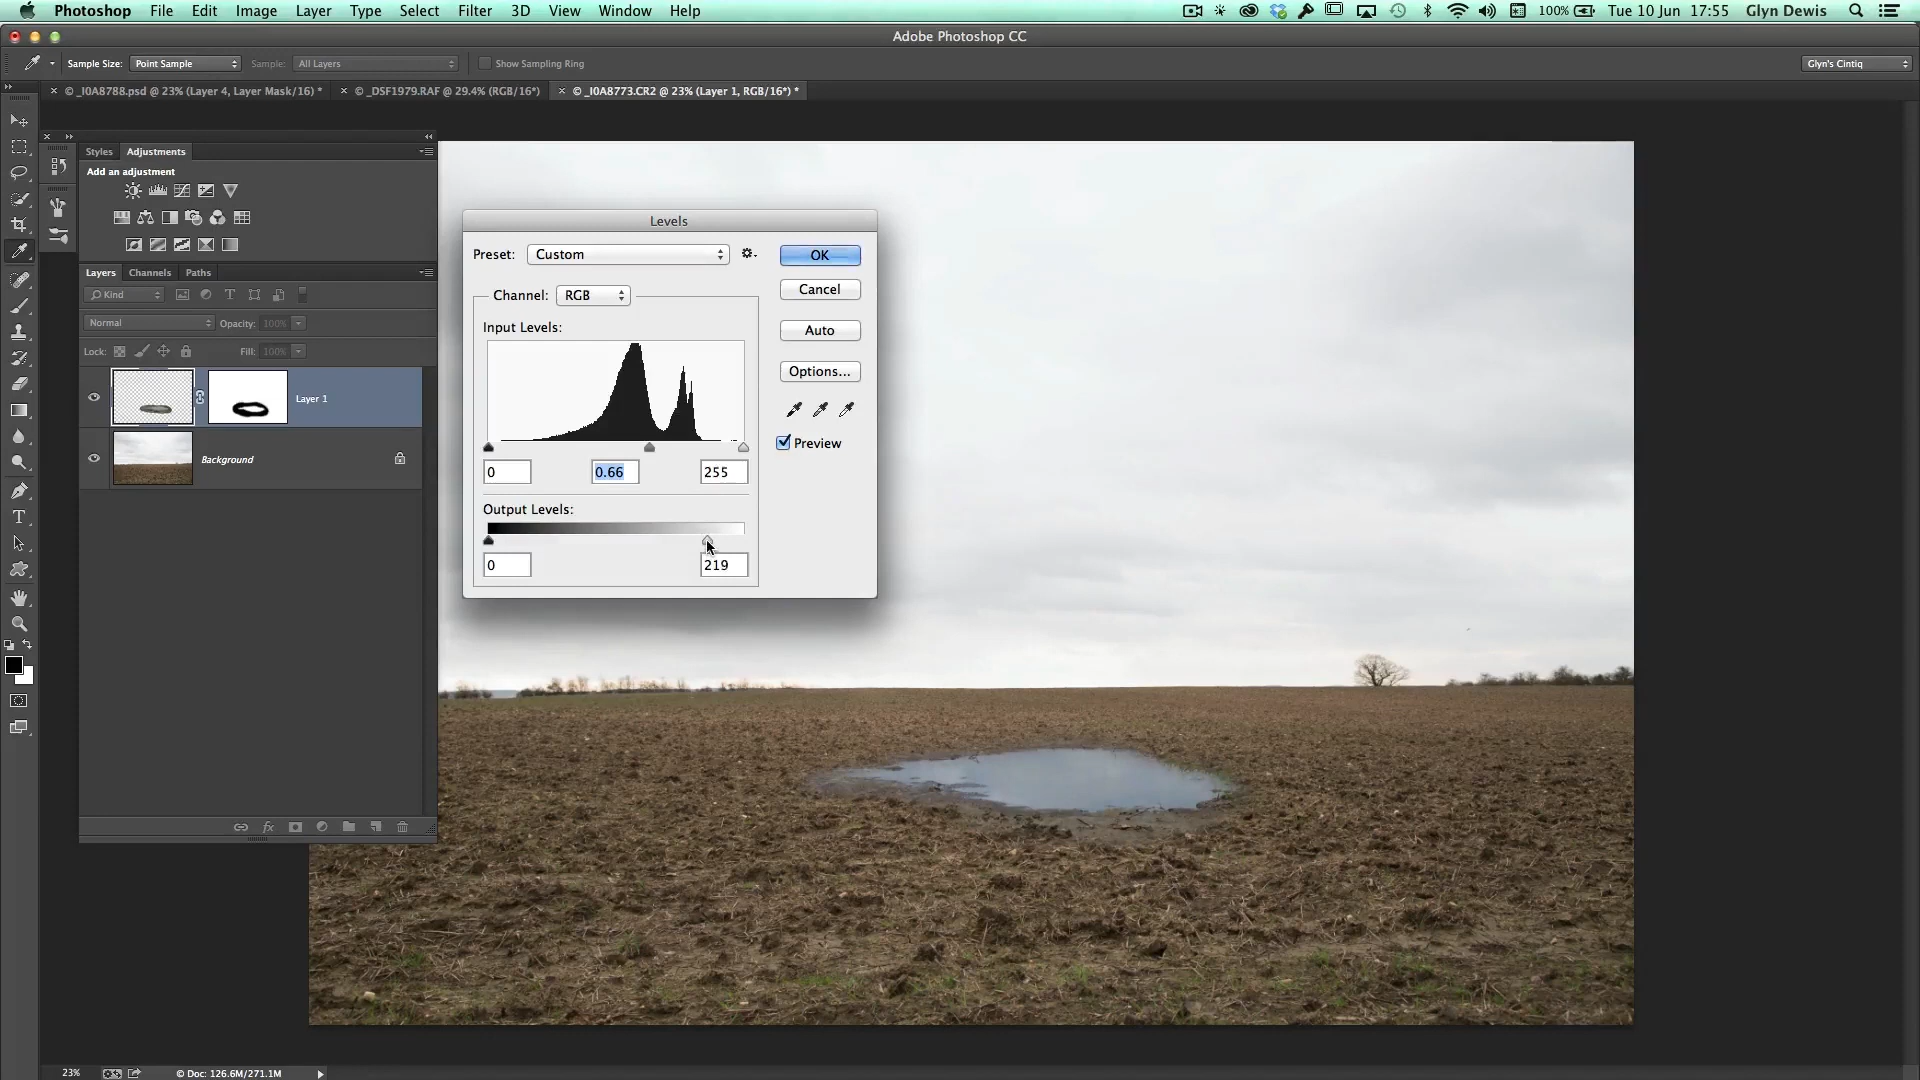 Photoshop File Edit Image Layer Type Select Filter 3D View Window Help 100% Tue 10 Jun 17:55 Glyn Dewis
Adobe Photoshop CC
Sample Size: Point Sample Sample: All Layers Show Sampling Ring Glyn's Cintiq
© _I0A8788.psd @ 23% (Layer 4, Layer Mask/16) * © _DSF1979.RAF @ 29.4% (RGB/16*) © _I0A8773.CR2 @ 23% (Layer 1, RGB/16*) *
Styles Adjustments
Add an adjustment
Layers Channels Paths
Kind
Normal Opacity: 100%
Lock: Fill: 100%
Layer 1
Background
Levels
Preset: Custom OK
Cancel
Channel: RGB
Input Levels: Auto
Options...
Preview
0 0.66 255
Output Levels:
0 219
T
23% © Doc: 126.6M/271.1M